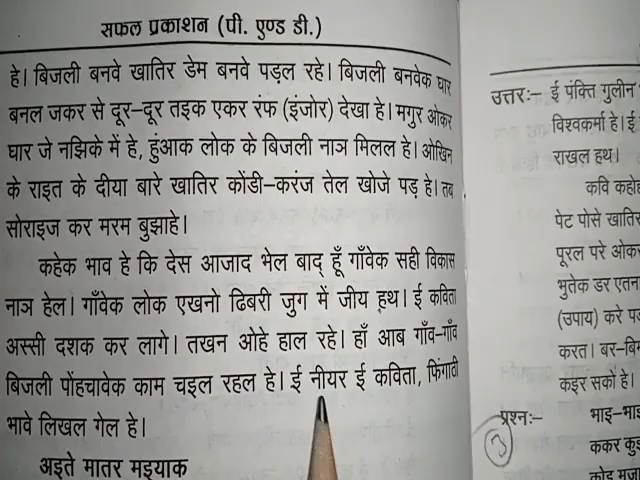 सफल प्रकाशन (पी. एण्ड डी.)
हे। बिजली बनवे खातिर डेम बनवे पड़ल रहे। बिजली बनवेक घार
बनल जकर से दूर-दूर तइक एकर रंफ (इंजोर) देखा हे। मगुर ओकर
घार जे नझिके में हे, हुंआक लोक के बिजली नाञ मिलल हे। ओखिन
के राइत के दीया बारे खातिर कोंडी-करंज तेल खोजे पड़ हे। तब
सोराइज कर मरम बुझाहे।
कहेक भाव हे कि देस आजाद भेल बाद् हूँ गाँवेक सही विकास
नाञ हेल। गाँवेक लोक एखनो ढिबरी जुग में जीय ह्थ। ई कविता
अस्सी दशक कर लागे। तखन ओहे हाल रहे। हाँ आब गाँव-गाँव
बिजली पोंहचावेक काम चइल रहल हे। ई नीयर ई कविता, फिंगाठी
भावे लिखल गेल हे।
अइते मातर मइयाक
उत्तरः- ई पंक्ति गुलीन
विश्वकर्मा हे। ई
राखल हथ।
कवि कहोह
पेट पोसे खातिर
पूरल परे ओकर
भुतेक डर एतना
(उपाय) करे पड़
करत। बर-बिम
कइर सकों हे।
प्रश्नः- भाइ-भाइ
3 ककर कुइ
कोड मजा